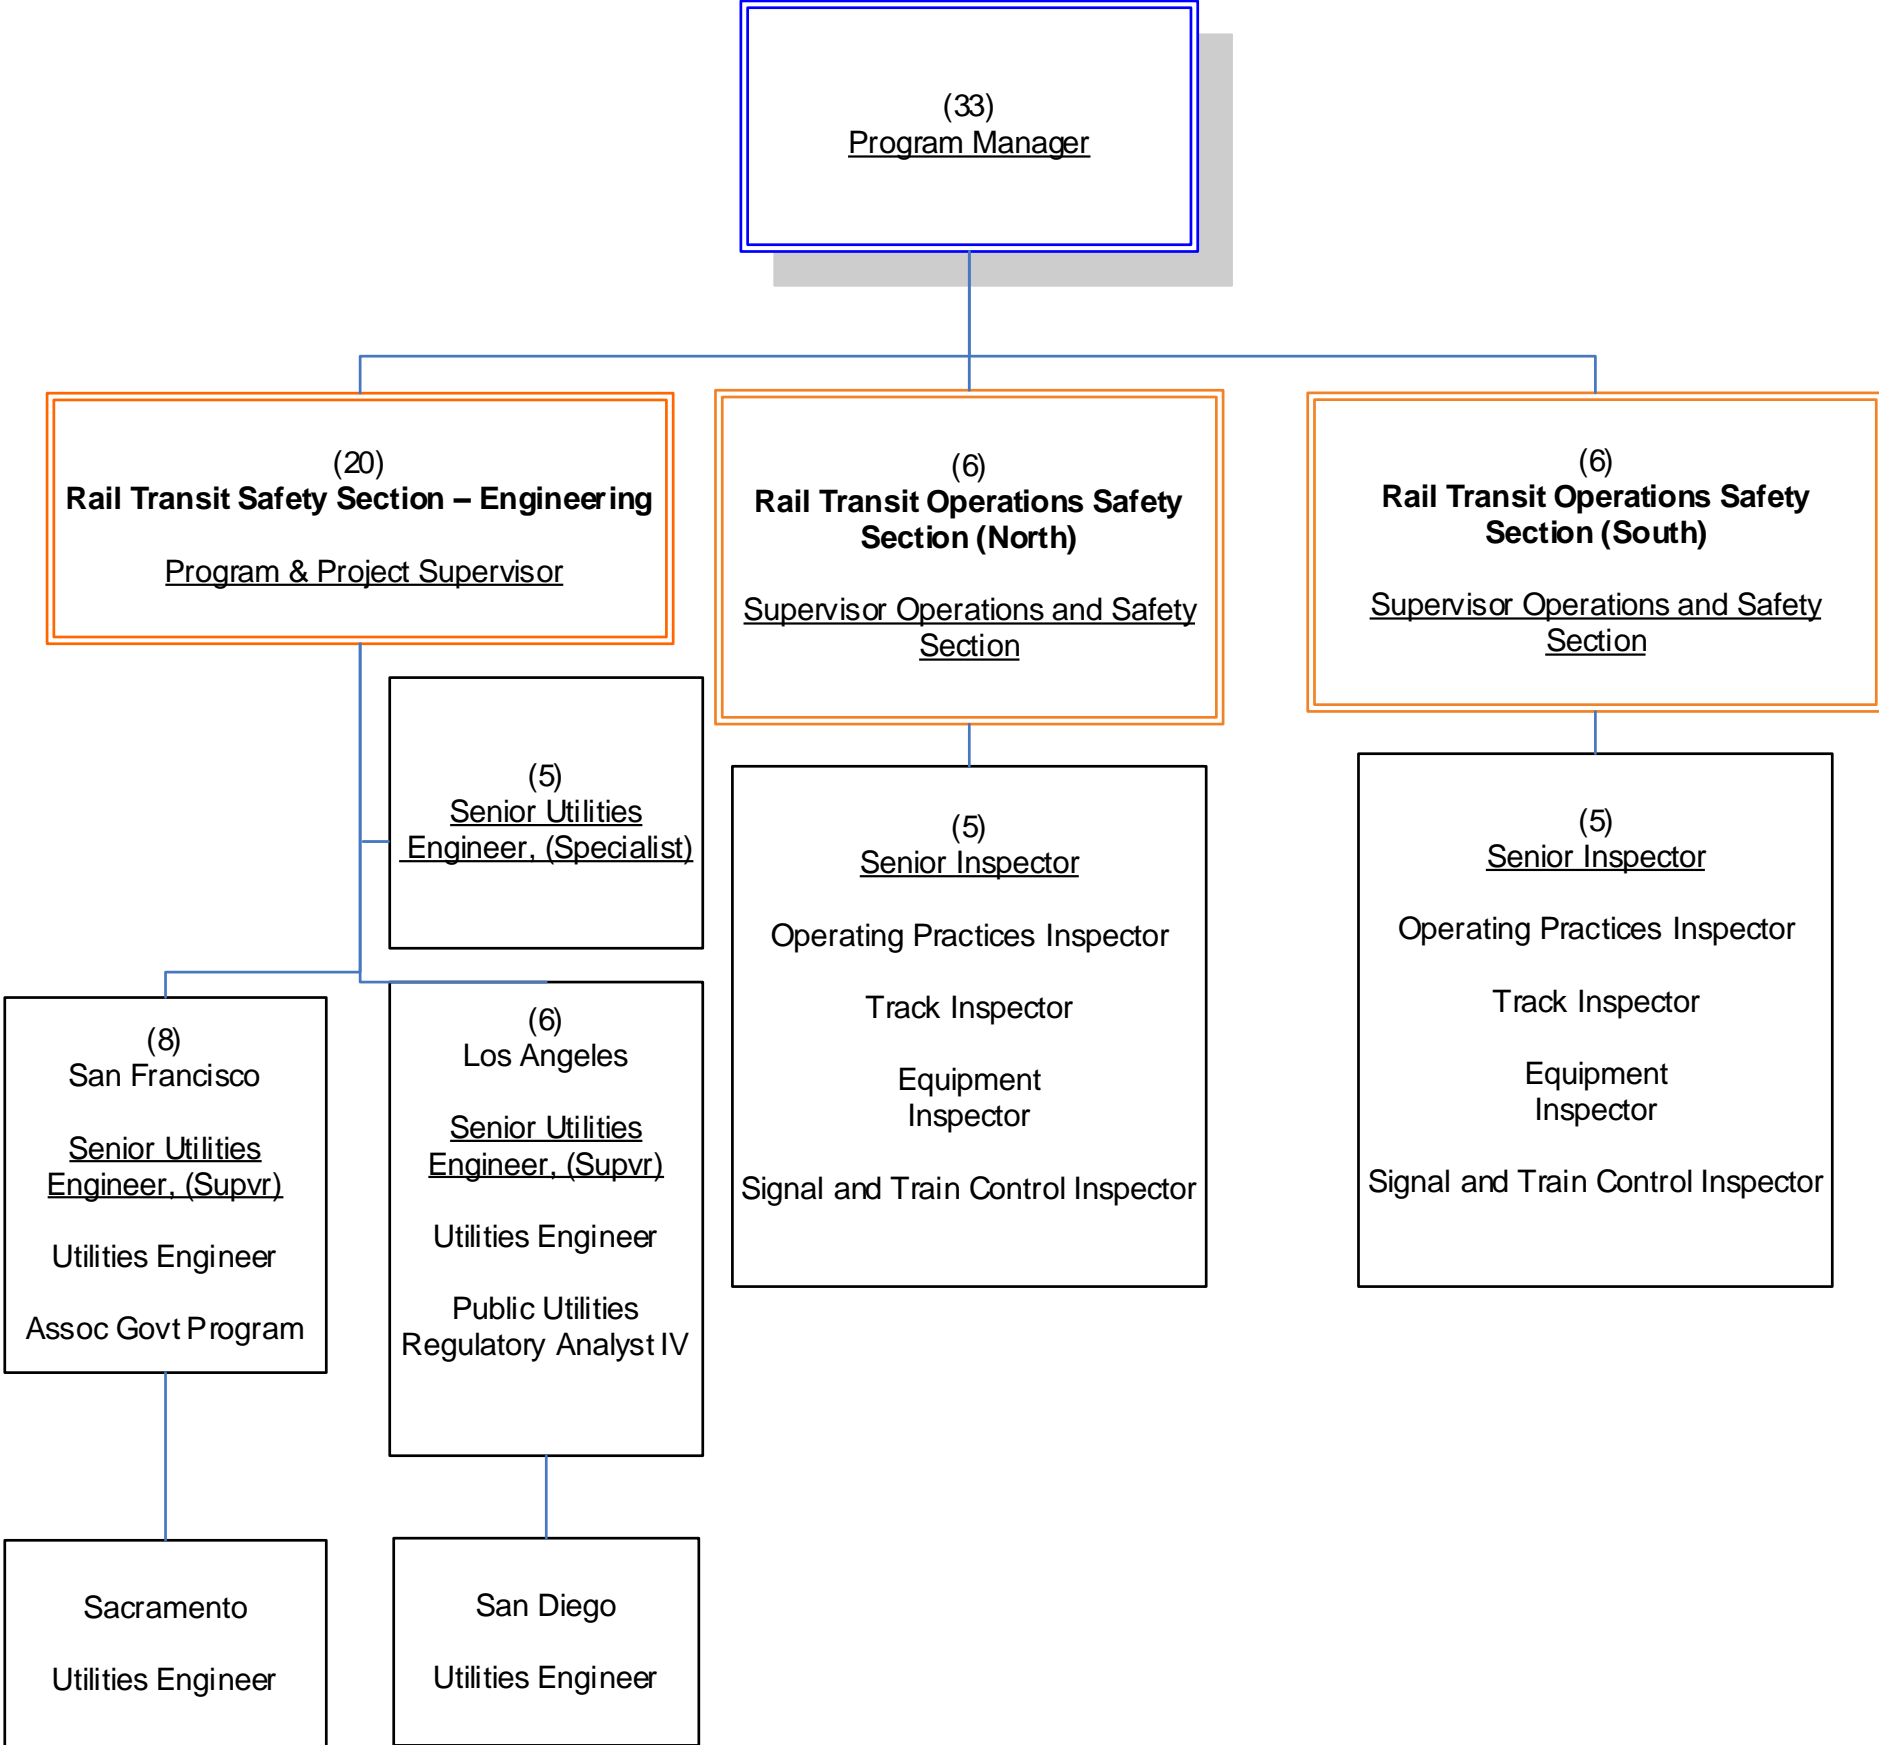 (33)
Program Manager
(20)
Rail Transit Safety Section – Engineering
Program & Project Supervisor
(6)
Rail Transit Operations Safety
Section (North)
Supervisor Operations and Safety
Section
(6)
Rail Transit Operations Safety
Section (South)
Supervisor Operations and Safety
Section
(5)
Senior Utilities
Engineer, (Specialist)
(5)
Senior Inspector
Operating Practices Inspector
Track Inspector
Equipment
Inspector
Signal and Train Control Inspector
(5)
Senior Inspector
Operating Practices Inspector
Track Inspector
Equipment
Inspector
Signal and Train Control Inspector
(8)
San Francisco
Senior Utilities
Engineer, (Supvr)
Utilities Engineer
Assoc Govt Program
(6)
Los Angeles
Senior Utilities
Engineer, (Supvr)
Utilities Engineer
Public Utilities
Regulatory Analyst IV
Sacramento
Utilities Engineer
San Diego
Utilities Engineer